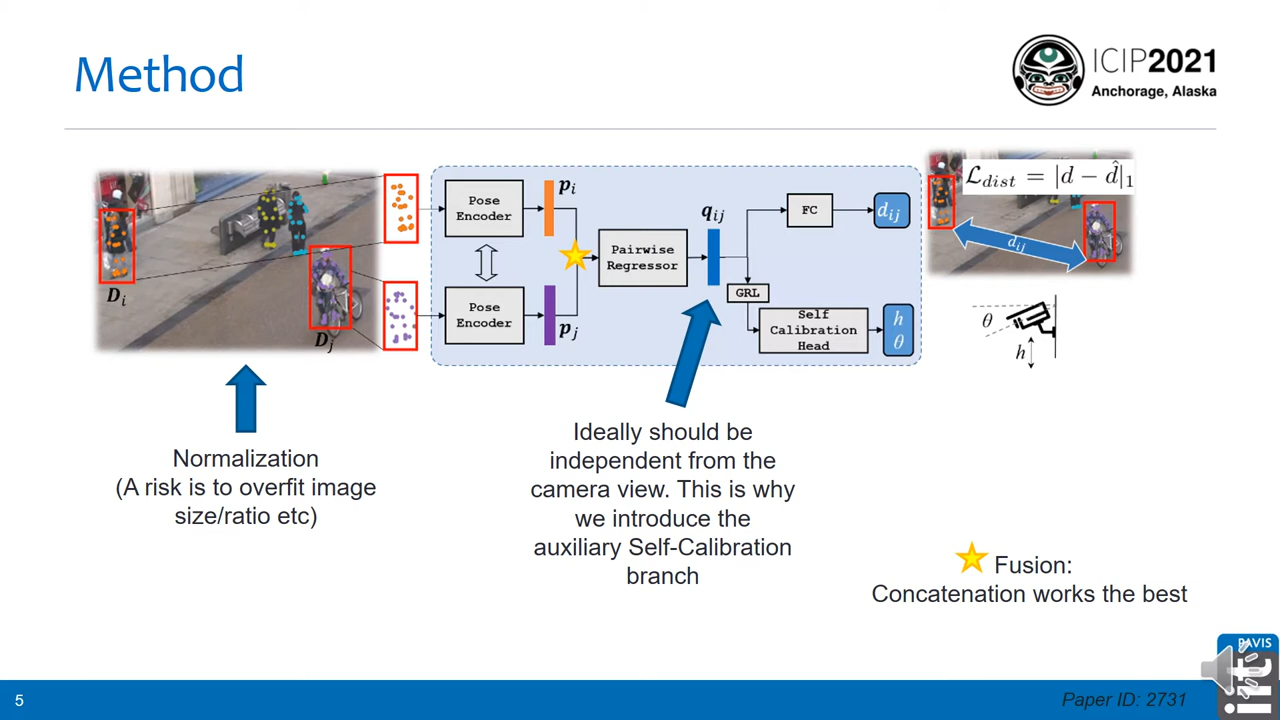 Method
ICIP2021
Anchorage, Alaska
D_i
D_j
Pose
Encoder
p_i
Pose
Encoder
p_j
Pairwise
Regressor
q_ij
FC
d_ij
GRL
Self
Calibration
Head
h
θ
ℒ_dist = |d − d̂|_1
d_ij
θ
h
Normalization
(A risk is to overfit image
size/ratio etc)
Ideally should be
independent from the
camera view. This is why
we introduce the
auxiliary Self-Calibration
branch
Fusion:
Concatenation works the best
5
Paper ID: 2731
PAVIS
iit